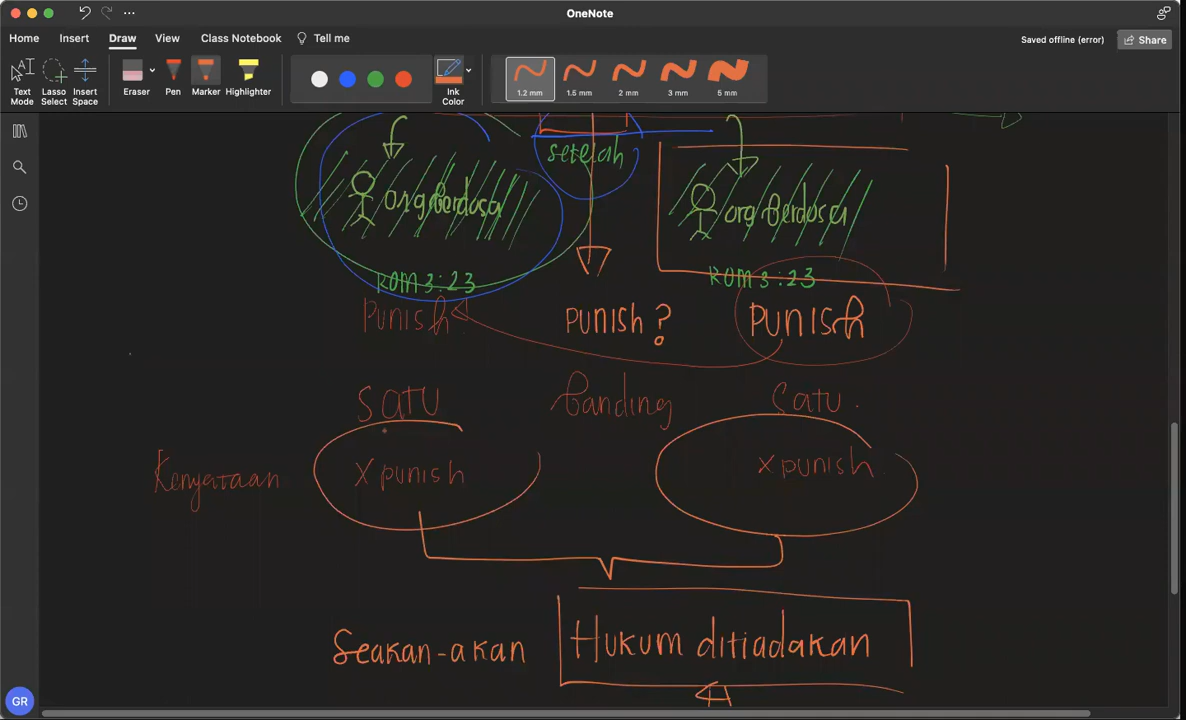 OneNote
Home Insert Draw View Class Notebook Tell me
Saved offline (error) Share
Text Mode
Lasso Select
Insert Space
Eraser
Pen
Marker
Highlighter
Ink Color
1.2 mm 1.5 mm 2 mm 3 mm 5 mm
setelah
org berdosa org berdosa
ROM 3:23 ROM 3:23
Punish PUNISH? PUNISH
SATU banding Satu.
Kenyataan X punish X punish
Seakan-akan Hukum ditiadakan
GR